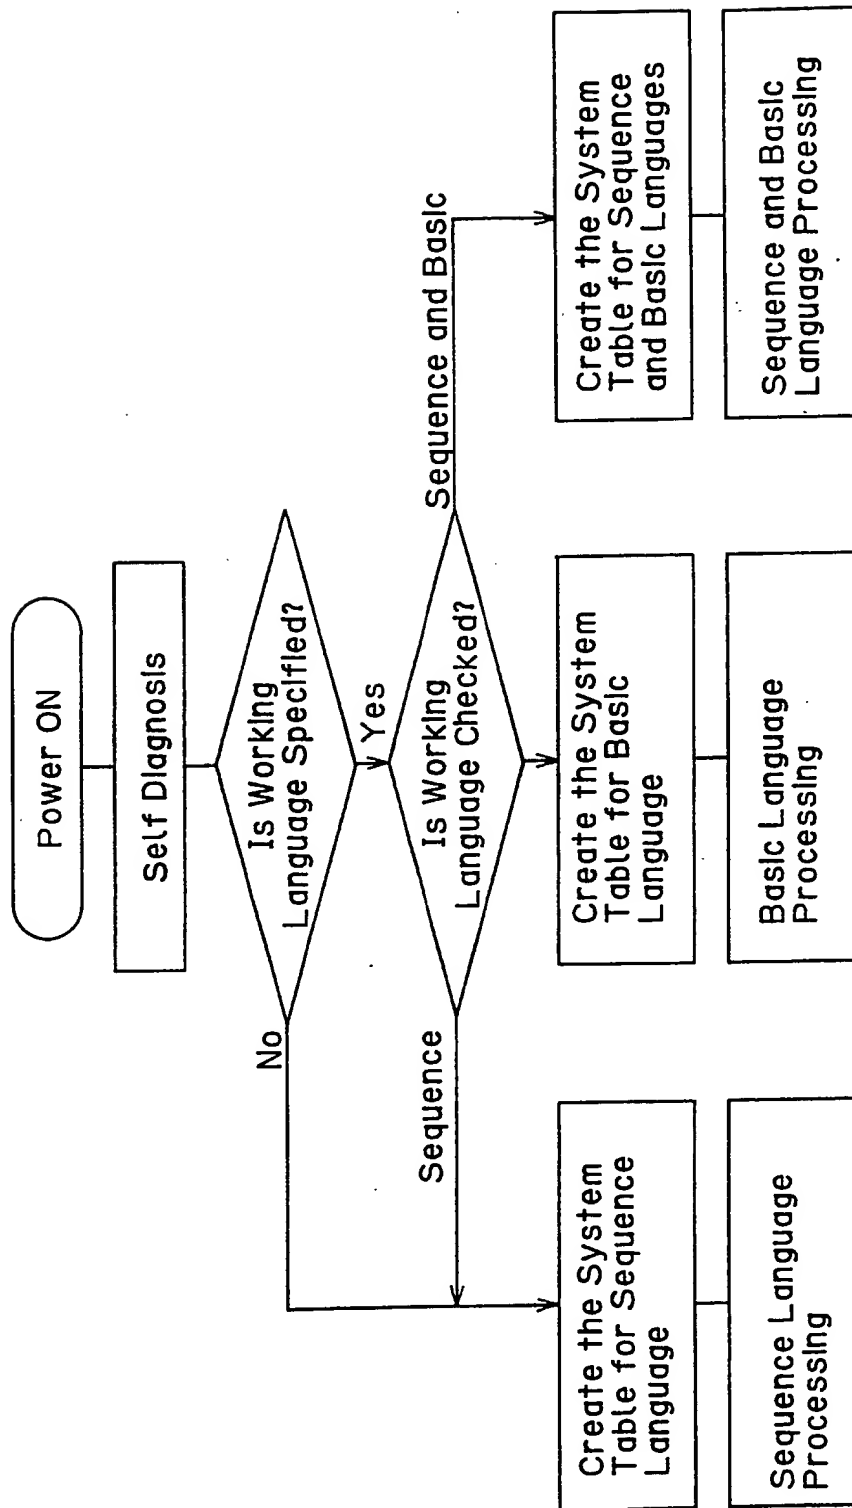 Power ON
Self Diagnosis
Is Working
Language Specified?
No
Yes
Is Working
Language Checked?
Sequence
Sequence and Basic
Create the System
Table for Sequence
Language
Create the System
Table for Basic
Language
Create the System
Table for Sequence
and Basic Languages
Sequence Language
Processing
Basic Language
Processing
Sequence and Basic
Language Processing